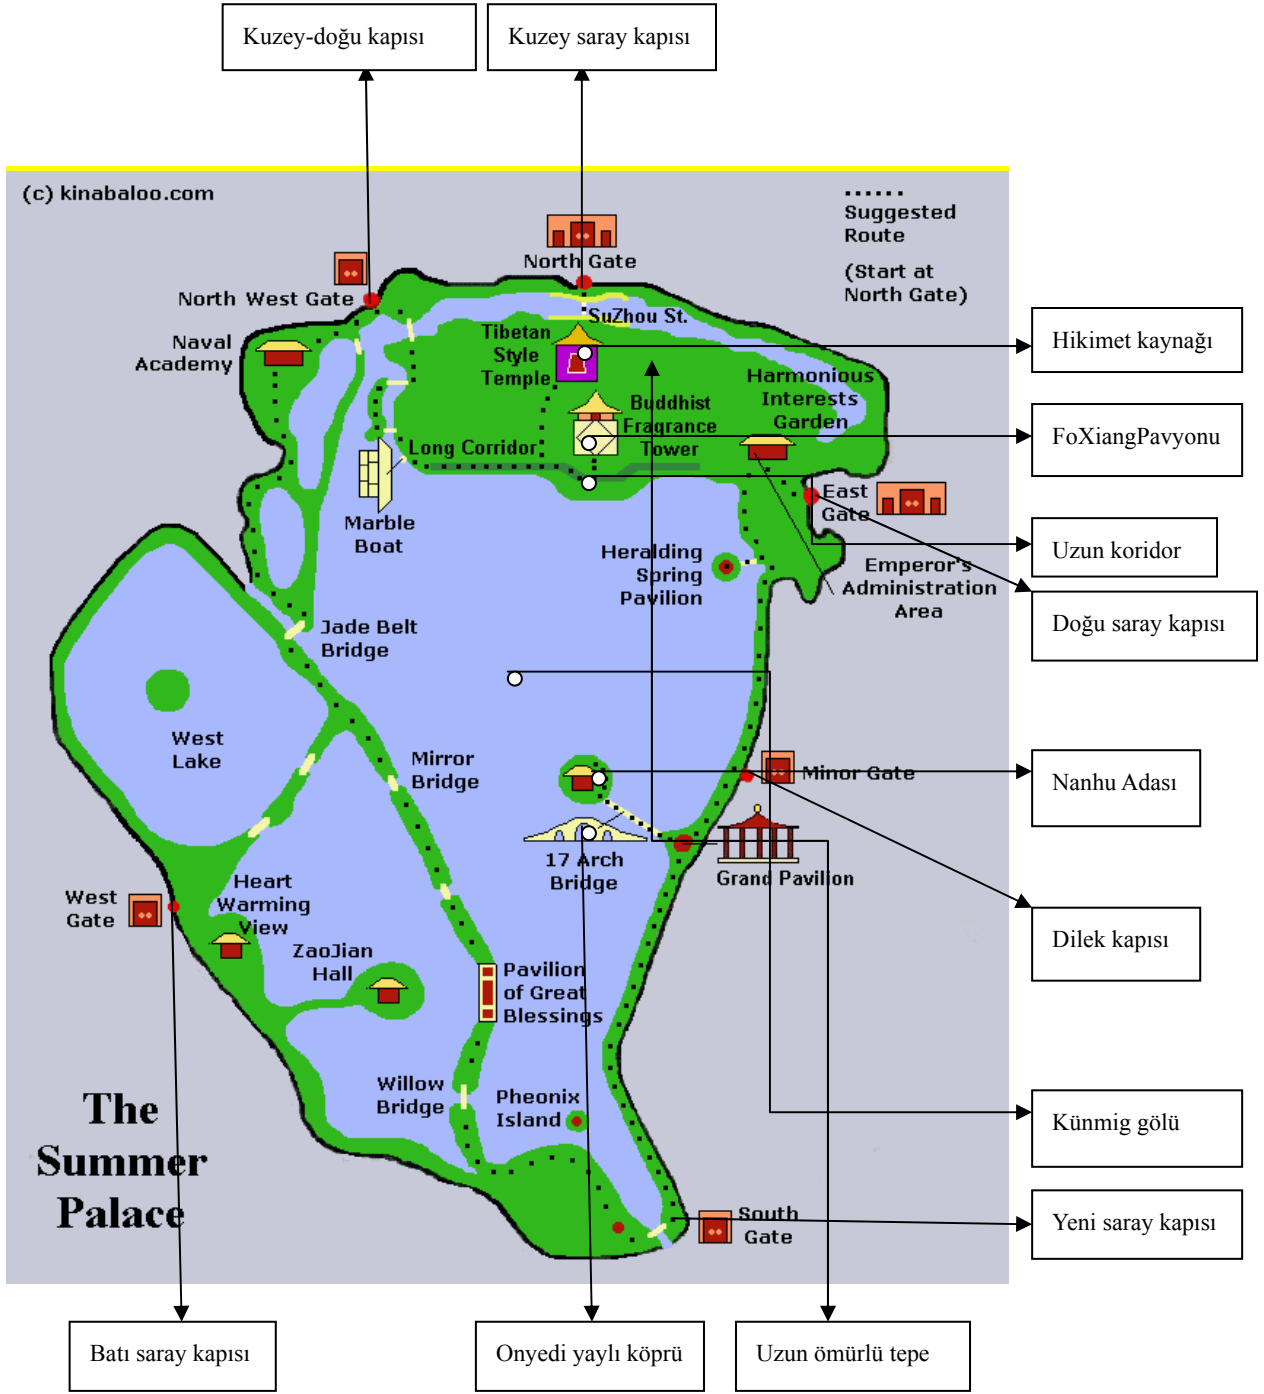 Kuzey-doğu kapısı
Kuzey saray kapısı
(c) kinabaloo.com
......
Suggested
Route
(Start at
North Gate)
North Gate
North West Gate
SuZhou St.
Naval
Academy
Tibetan
Style
Temple
Hikimet kaynağı
Harmonious
Interests
Garden
Buddhist
Fragrance
Tower
FoXiangPavyonu
Long Corridor
East
Gate
Marble
Boat
Uzun koridor
Heralding
Spring
Pavilion
Emperor's
Administration
Area
Doğu saray kapısı
Jade Belt
Bridge
West
Lake
Mirror
Bridge
Minor Gate
Nanhu Adası
17 Arch
Bridge
Grand Pavilion
West
Gate
Heart
Warming
View
Dilek kapısı
ZaoJian
Hall
Pavilion
of Great
Blessings
Willow
Bridge
Pheonix
Island
Künmig gölü
The
Summer
Palace
South
Gate
Yeni saray kapısı
Batı saray kapısı
Onyedi yaylı köprü
Uzun ömürlü tepe